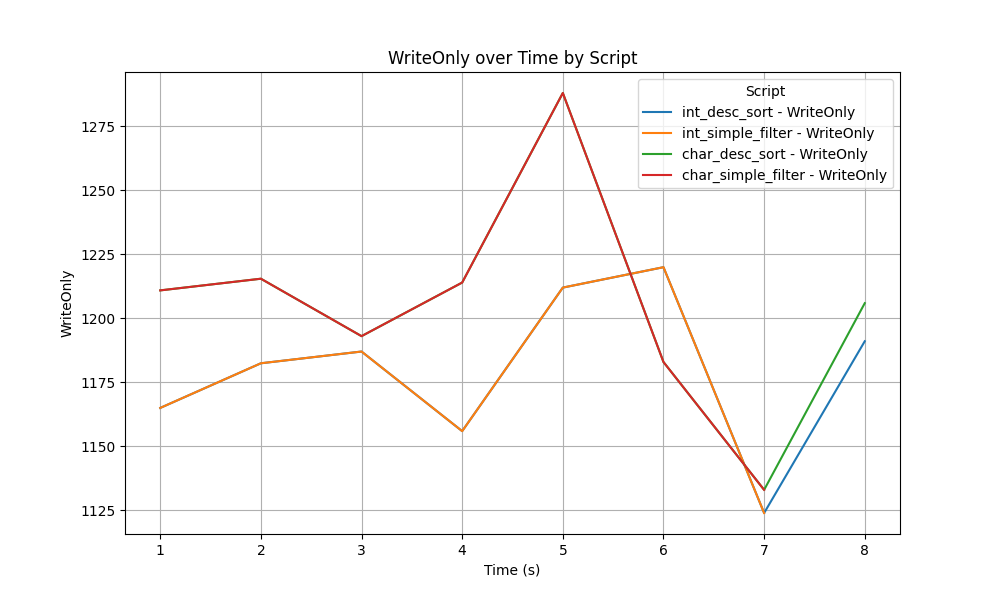 WriteOnly over Time by Script
Script
int_desc_sort - WriteOnly
int_simple_filter - WriteOnly
char_desc_sort - WriteOnly
char_simple_filter - WriteOnly
WriteOnly
1275
1250
1225
1200
1175
1150
1125
1 2 3 4 5 6 7 8
Time (s)